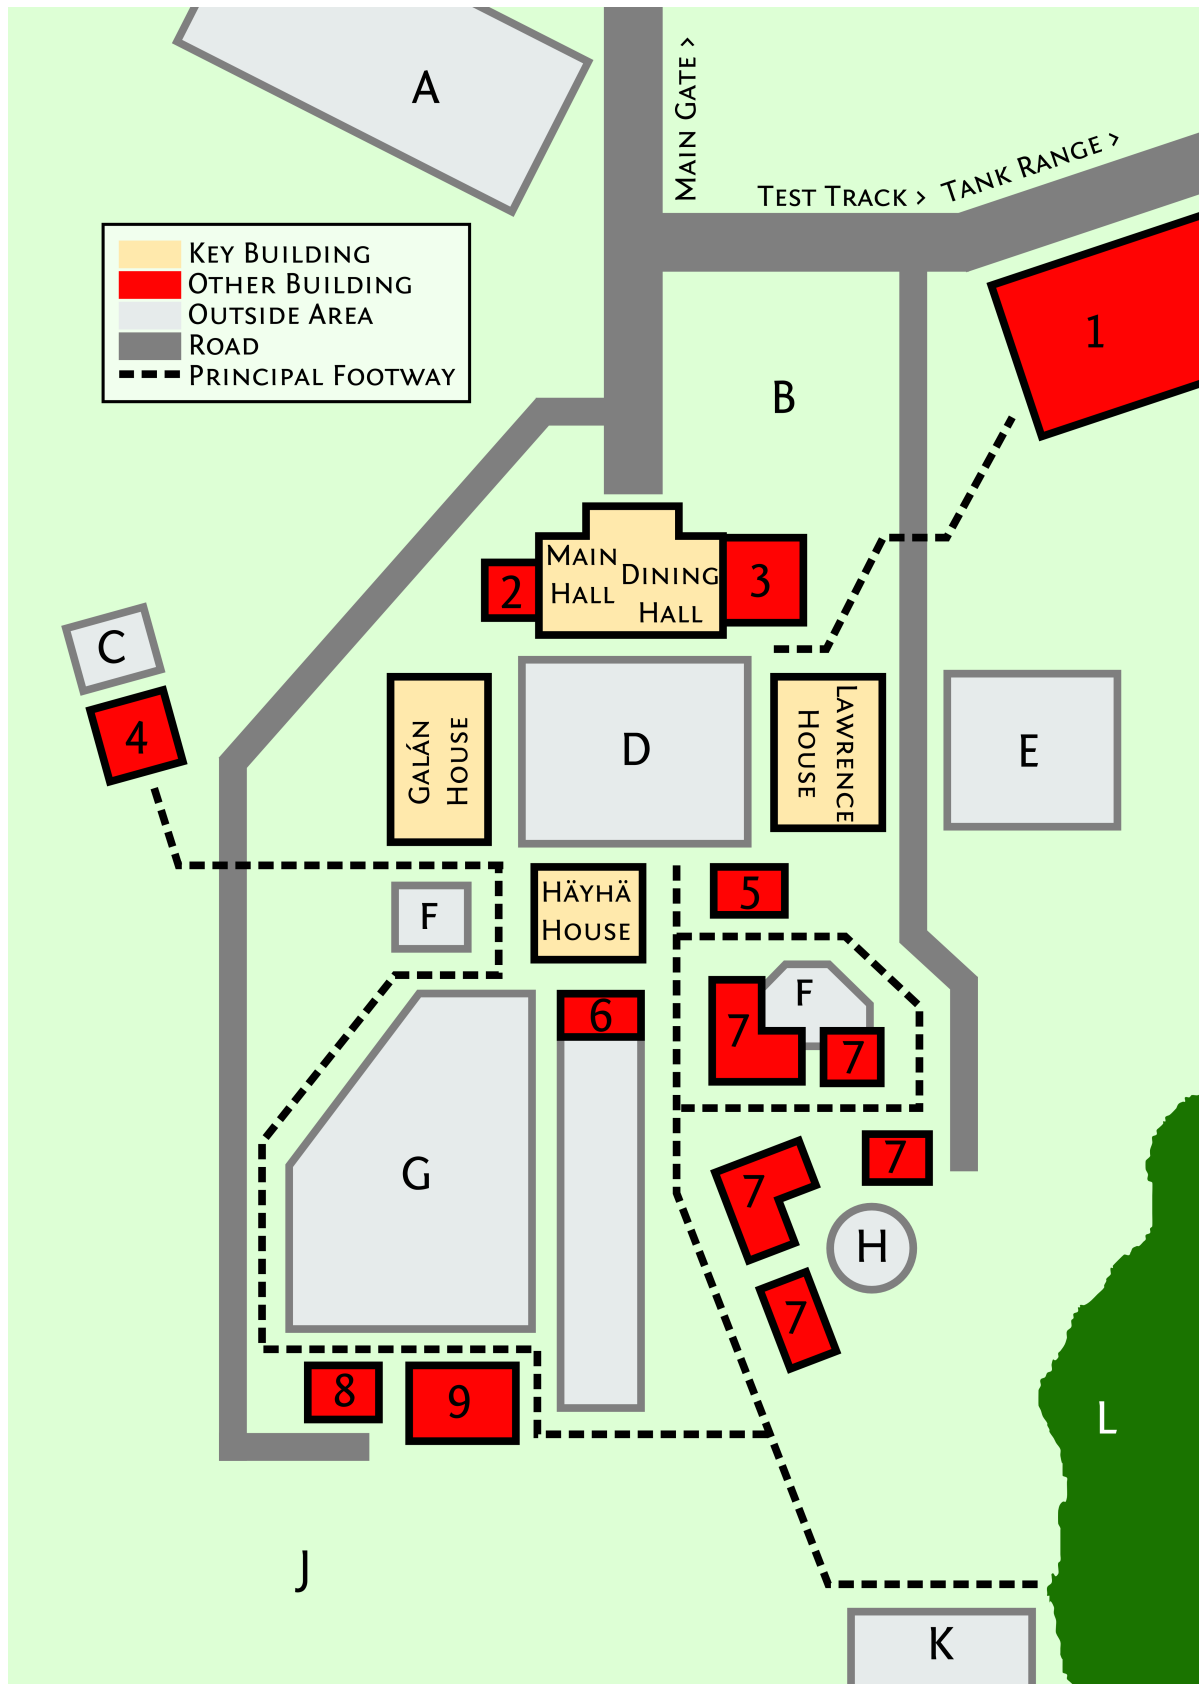 A
MAIN GATE >
TEST TRACK >
TANK RANGE >
KEY BUILDING
OTHER BUILDING
OUTSIDE AREA
ROAD
PRINCIPAL FOOTWAY
1
B
MAIN
HALL
DINING
HALL
2
3
C
4
GALÁN
HOUSE
D
LAWRENCE
HOUSE
E
F
HÄYHÄ
HOUSE
5
6
7
F
7
G
7
7
H
7
8
9
L
J
K